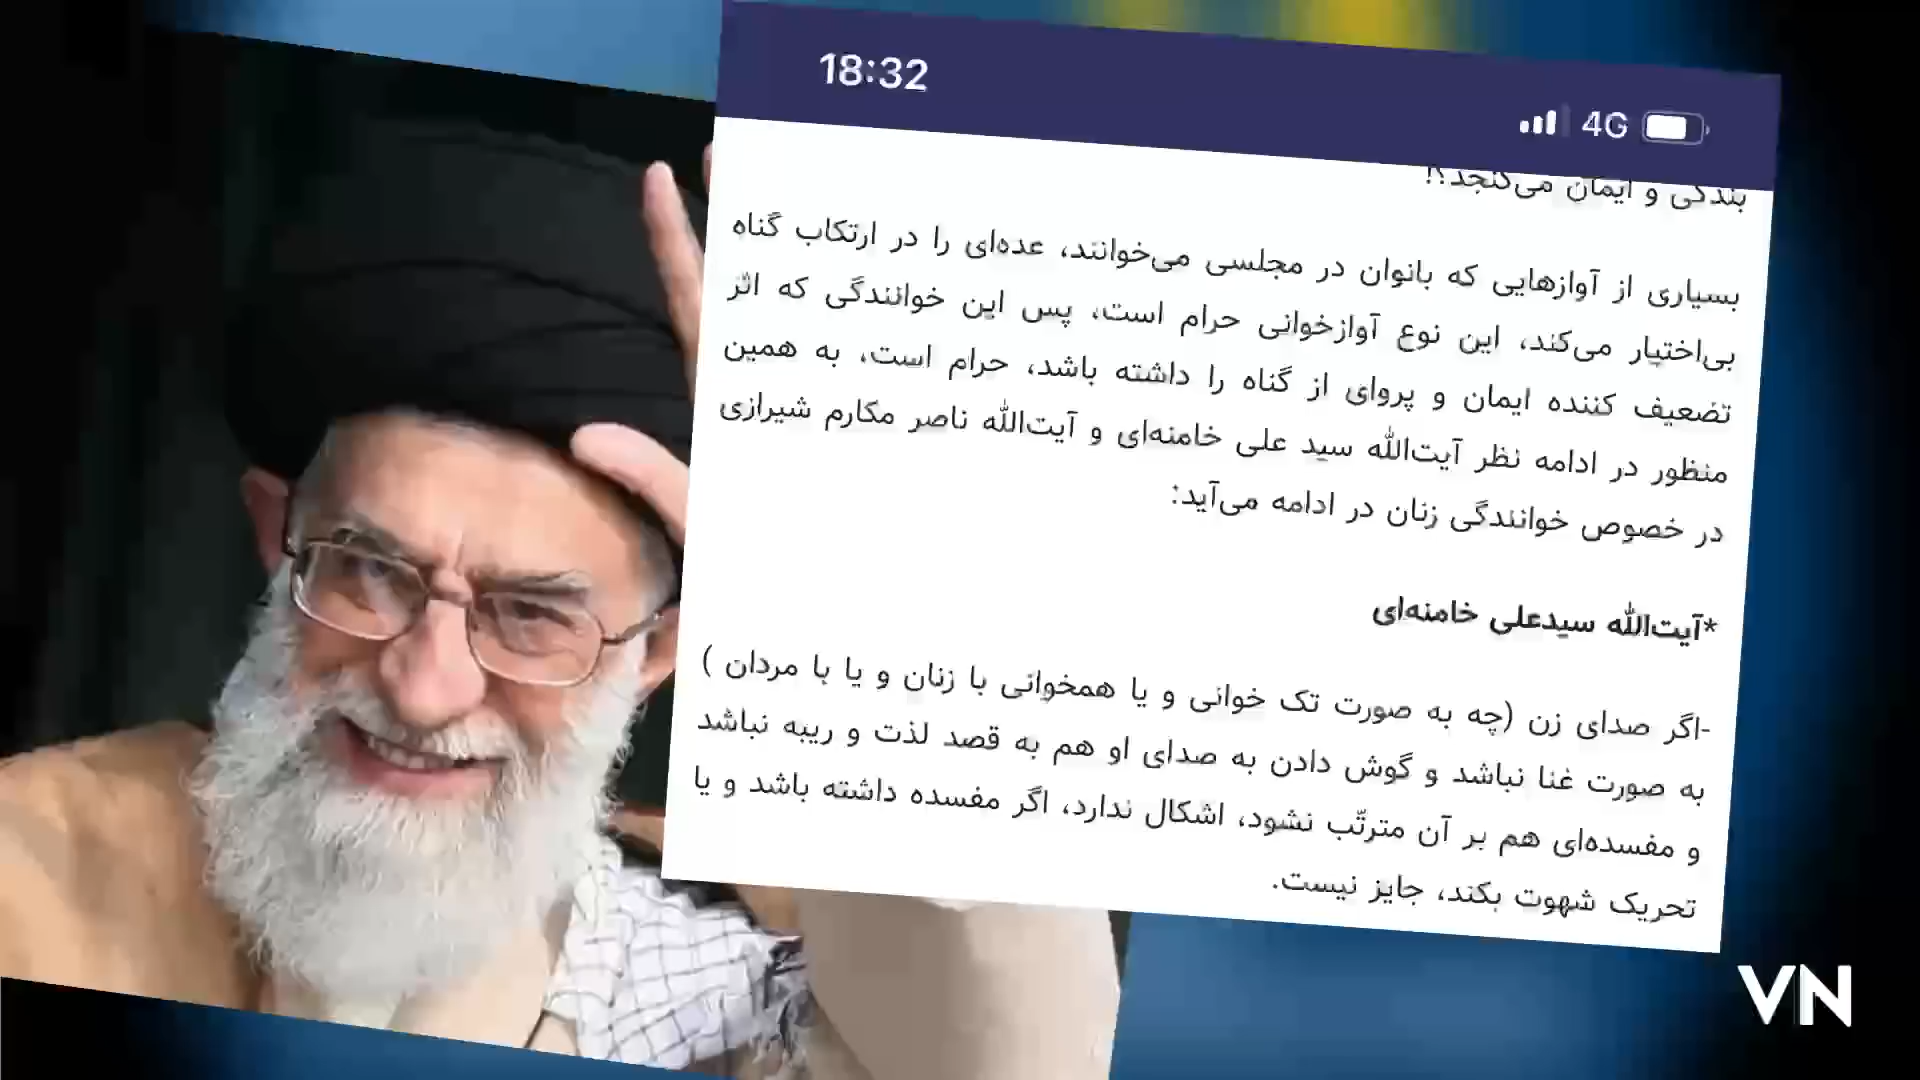 18:32
4G
بندگی و ایمان می‌گنجد؟!
بسیاری از آوازهایی که بانوان در مجلسی می‌خوانند، عده‌ای را در ارتکاب گناه
بی‌اختیار می‌کند، این نوع آوازخوانی حرام است، پس این خوانندگی که اثر
تضعیف کننده ایمان و پروای از گناه را داشته باشد، حرام است، به همین
منظور در ادامه نظر آیت‌الله سید علی خامنه‌ای و آیت‌الله ناصر مکارم شیرازی
در خصوص خوانندگی زنان در ادامه می‌آید:
*آیت‌الله سیدعلی خامنه‌ای
-اگر صدای زن (چه به صورت تک خوانی و یا همخوانی با زنان و یا با مردان )
به صورت غنا نباشد و گوش دادن به صدای او هم به قصد لذت و ریبه نباشد
و مفسده‌ای هم بر آن مترتّب نشود، اشکال ندارد، اگر مفسده داشته باشد و یا
تحریک شهوت بکند، جایز نیست.
VN